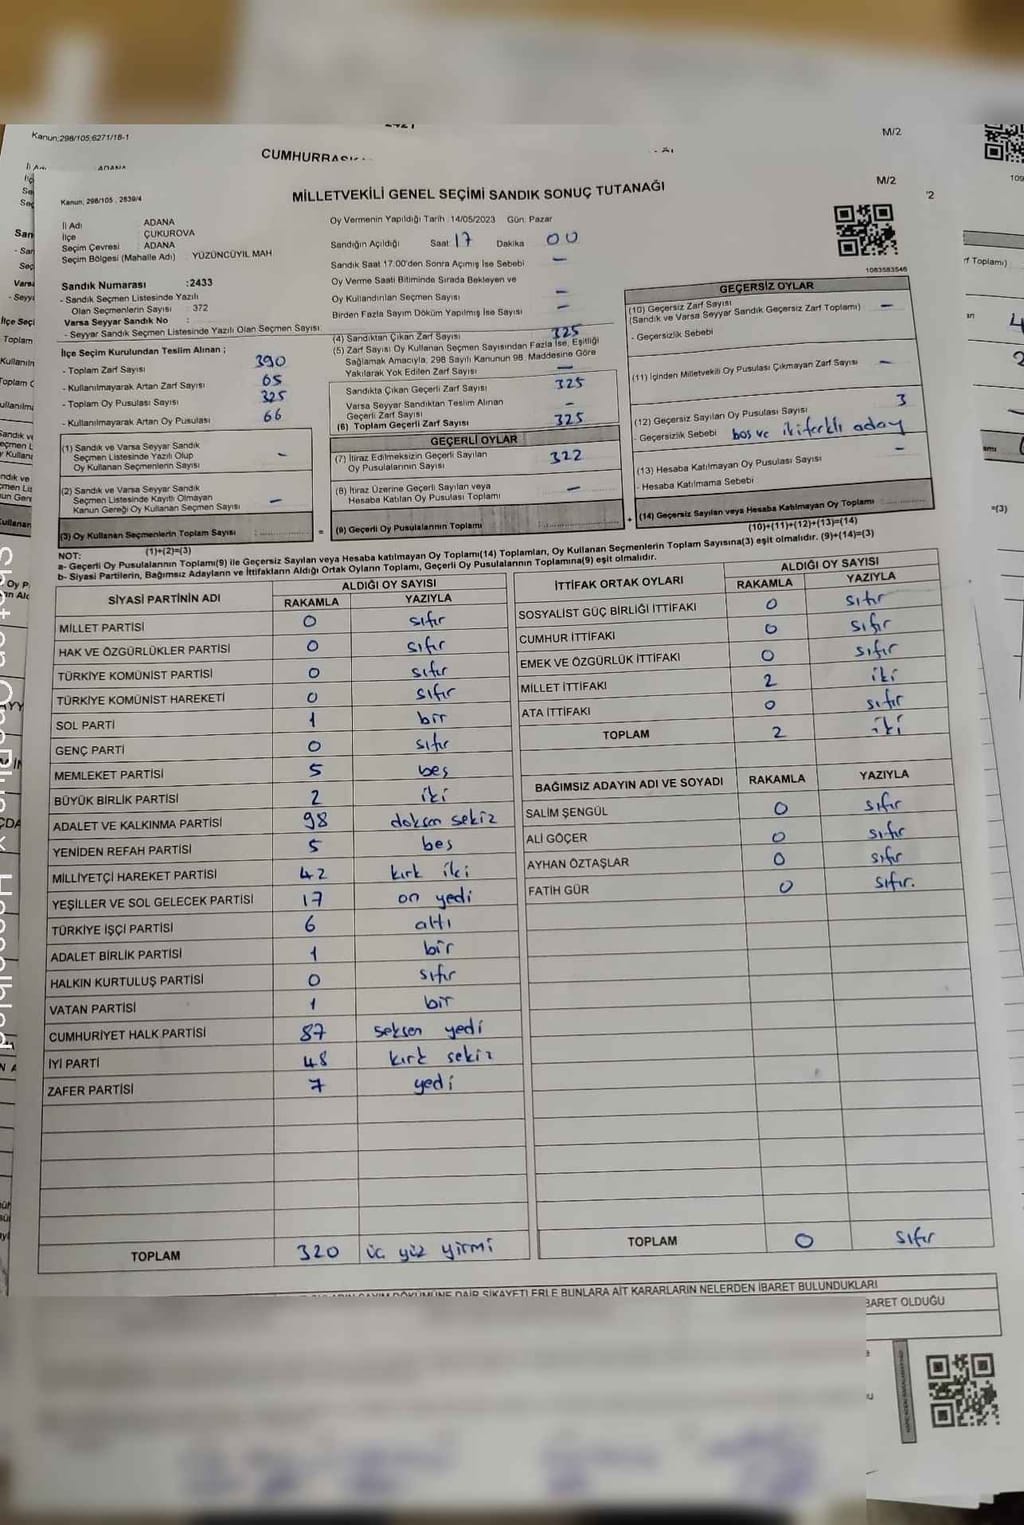 Kanun:298/105;6271/18-1
M/2
Kanun, 298/105 , 2839/4
MİLLETVEKİLİ GENEL SEÇİMİ SANDIK SONUÇ TUTANAĞI
M/2
İl Adı ADANA
İlçe ÇUKUROVA
Seçim Çevresi ADANA
Seçim Bölgesi (Mahalle Adı) YÜZÜNCÜYIL MAH
Sandık Numarası :2433
- Sandık Seçmen Listesinde Yazılı
Olan Seçmenlerin Sayısı 372
Varsa Seyyar Sandık No :
- Seyyar Sandık Seçmen Listesinde Yazılı Olan Seçmen Sayısı
İlçe Seçim Kurulundan Teslim Alınan ;
- Toplam Zarf Sayısı 390
- Kullanılmayarak Artan Zarf Sayısı 65
- Toplam Oy Pusulası Sayısı 325
- Kullanılmayarak Artan Oy Pusulası 66
(1) Sandık ve Varsa Seyyar Sandık
Seçmen Listesinde Yazılı Olup
Oy Kullanan Seçmenlerin Sayısı -
(2) Sandık ve Varsa Seyyar Sandık
Seçmen Listesinde Kayıtlı Olmayan
Kanun Gereği Oy Kullanan Seçmen Sayısı -
(3) Oy Kullanan Seçmenlerin Toplam Sayısı
(1)+(2)=(3)
Oy Vermenin Yapıldığı Tarih :14/05/2023 Gün: Pazar
Sandığın Açıldığı Saat 17 Dakika 00
Sandık Saat 17.00'den Sonra Açımış İse Sebebi -
Oy Verme Saati Bitiminde Sırada Bekleyen ve
Oy Kullandırılan Seçmen Sayısı -
Birden Fazla Sayım Döküm Yapılmış İse Sayısı -
(4) Sandıktan Çıkan Zarf Sayısı 325
(5) Zarf Sayısı Oy Kullanan Seçmen Sayısından Fazla İse, Eşitliği
Sağlamak Amacıyla, 298 Sayılı Kanunun 98. Maddesine Göre
Yakılarak Yok Edilen Zarf Sayısı -
Sandıkta Çıkan Geçerli Zarf Sayısı 325
Varsa Seyyar Sandıktan Teslim Alınan
Geçerli Zarf Sayısı -
(6) Toplam Geçerli Zarf Sayısı 325
GEÇERLİ OYLAR
(7) İtiraz Edilmeksizin Geçerli Sayılan
Oy Pusulalarının Sayısı 322
(8) İtiraz Üzerine Geçerli Sayılan veya
Hesaba Katılan Oy Pusulası Toplamı -
= (9) Geçerli Oy Pusulalarının Toplamı
1083583546
GEÇERSİZ OYLAR
(10) Geçersiz Zarf Sayısı
(Sandık ve Varsa Seyyar Sandık Geçersiz Zarf Toplamı) -
- Geçersizlik Sebebi
(11) İçinden Milletvekili Oy Pusulası Çıkmayan Zarf Sayısı -
(12) Geçersiz Sayılan Oy Pusulası Sayısı 3
- Geçersizlik Sebebi boş ve iki farklı aday
(13) Hesaba Katılmayan Oy Pusulası Sayısı -
- Hesaba Katılmama Sebebi
+ (14) Geçersiz Sayılan veya Hesaba Katılmayan Oy Toplamı
(10)+(11)+(12)+(13)=(14)
NOT:
a- Geçerli Oy Pusulaları Toplamı(9) ile Geçersiz Sayılan veya Hesaba katılmayan Oy Toplamı(14) Toplamları, Oy Kullanan Seçmenlerin Toplam Sayısına(3) eşit olmalıdır. (9)+(14)=(3)
b- Siyasi Partilerin, Bağımsız Adayların ve İttifakların Aldığı Ortak Oyların Toplamı, Geçerli Oy Pusulalarının Toplamına(9) eşit olmalıdır.
SİYASİ PARTİNİN ADI ALDIĞI OY SAYISI
RAKAMLA YAZIYLA
MİLLET PARTİSİ 0 sıfır
HAK VE ÖZGÜRLÜKLER PARTİSİ 0 sıfır
TÜRKİYE KOMÜNİST PARTİSİ 0 sıfır
TÜRKİYE KOMÜNİST HAREKETİ 0 sıfır
SOL PARTİ 1 bir
GENÇ PARTİ 0 sıfır
MEMLEKET PARTİSİ 5 beş
BÜYÜK BİRLİK PARTİSİ 2 iki
ADALET VE KALKINMA PARTİSİ 98 doksan sekiz
YENİDEN REFAH PARTİSİ 5 beş
MİLLİYETÇİ HAREKET PARTİSİ 42 kırk iki
YEŞİLLER VE SOL GELECEK PARTİSİ 17 on yedi
TÜRKİYE İŞÇİ PARTİSİ 6 altı
ADALET BİRLİK PARTİSİ 1 bir
HALKIN KURTULUŞ PARTİSİ 0 sıfır
VATAN PARTİSİ 1 bir
CUMHURİYET HALK PARTİSİ 87 seksen yedi
İYİ PARTİ 48 kırk sekiz
ZAFER PARTİSİ 7 yedi
TOPLAM 320 üç yüz yirmi
İTTİFAK ORTAK OYLARI ALDIĞI OY SAYISI
RAKAMLA YAZIYLA
SOSYALİST GÜÇ BİRLİĞİ İTTİFAKI 0 sıfır
CUMHUR İTTİFAKI 0 sıfır
EMEK VE ÖZGÜRLÜK İTTİFAKI 0 sıfır
MİLLET İTTİFAKI 2 iki
ATA İTTİFAKI 0 sıfır
TOPLAM 2 iki
BAĞIMSIZ ADAYIN ADI VE SOYADI RAKAMLA YAZIYLA
SALİM ŞENGÜL 0 sıfır
ALİ GÖÇER 0 sıfır
AYHAN ÖZTAŞLAR 0 sıfır
FATİH GÜR 0 sıfır.
TOPLAM 0 sıfır
DÖKÜMÜNE DAİR ŞİKAYETLERLE BUNLARA AİT KARARLARIN NELERDEN İBARET BULUNDUKLARI
BARET OLDUĞU